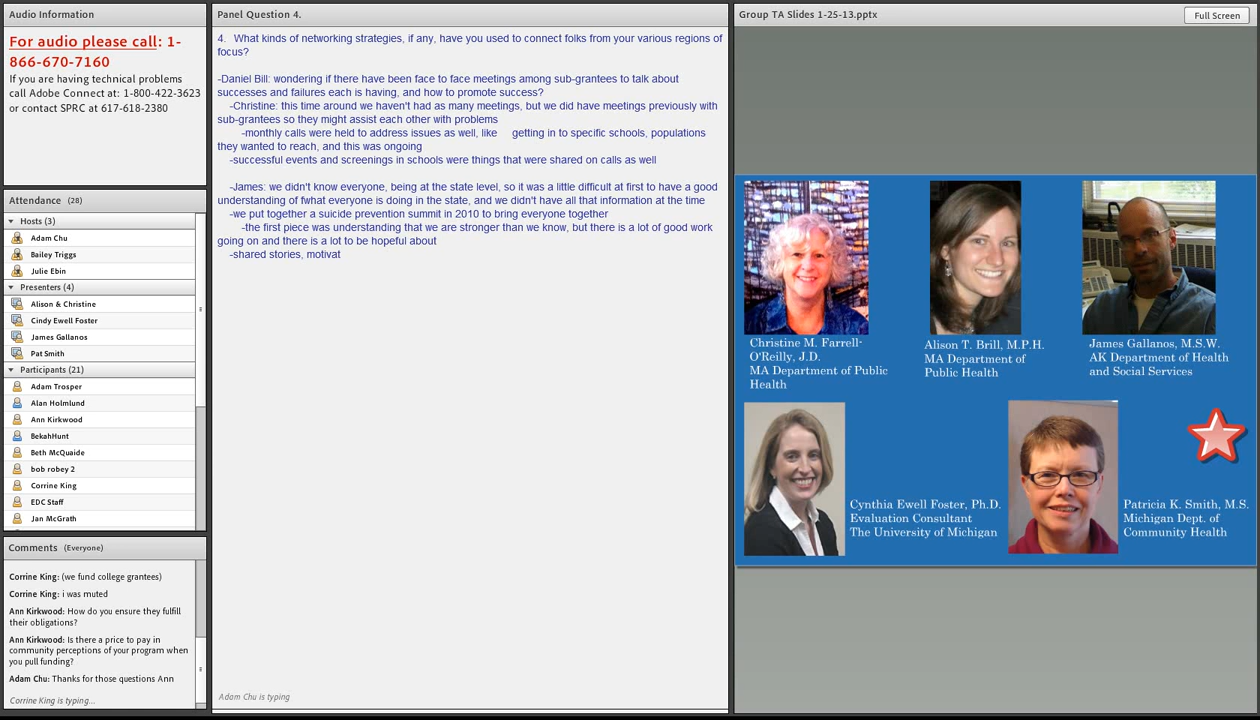 Audio Information
For audio please call: 1-
866-670-7160
If you are having technical problems
call Adobe Connect at: 1-800-422-3623
or contact SPRC at 617-618-2380
Attendance (28)
Hosts (3)
Adam Chu
Bailey Triggs
Julie Ebin
Presenters (4)
Alison & Christine
Cindy Ewell Foster
James Gallanos
Pat Smith
Participants (21)
Adam Trosper
Alan Holmlund
Ann Kirkwood
BekahHunt
Beth McQuaide
bob robey 2
Corrine King
EDC Staff
Jan McGrath
Comments (Everyone)
Corrine King: (we fund college grantees)
Corrine King: i was muted
Ann Kirkwood: How do you ensure they fulfill
their obligations?
Ann Kirkwood: Is there a price to pay in
community perceptions of your program when
you pull funding?
Adam Chu: Thanks for those questions Ann
Corrine King is typing...
Panel Question 4.
4. What kinds of networking strategies, if any, have you used to connect folks from your various regions of
focus?
-Daniel Bill: wondering if there have been face to face meetings among sub-grantees to talk about
successes and failures each is having, and how to promote success?
-Christine: this time around we haven't had as many meetings, but we did have meetings previously with
sub-grantees so they might assist each other with problems
-monthly calls were held to address issues as well, like getting in to specific schools, populations
they wanted to reach, and this was ongoing
-successful events and screenings in schools were things that were shared on calls as well
-James: we didn't know everyone, being at the state level, so it was a little difficult at first to have a good
understanding of fwhat everyone is doing in the state, and we didn't have all that information at the time
-we put together a suicide prevention summit in 2010 to bring everyone together
-the first piece was understanding that we are stronger than we know, but there is a lot of good work
going on and there is a lot to be hopeful about
-shared stories, motivat
Adam Chu is typing
Group TA Slides 1-25-13.pptx
Full Screen
Christine M. Farrell-
O'Reilly, J.D.
MA Department of Public
Health
Alison T. Brill, M.P.H.
MA Department of
Public Health
James Gallanos, M.S.W.
AK Department of Health
and Social Services
Cynthia Ewell Foster, Ph.D.
Evaluation Consultant
The University of Michigan
Patricia K. Smith, M.S.
Michigan Dept. of
Community Health